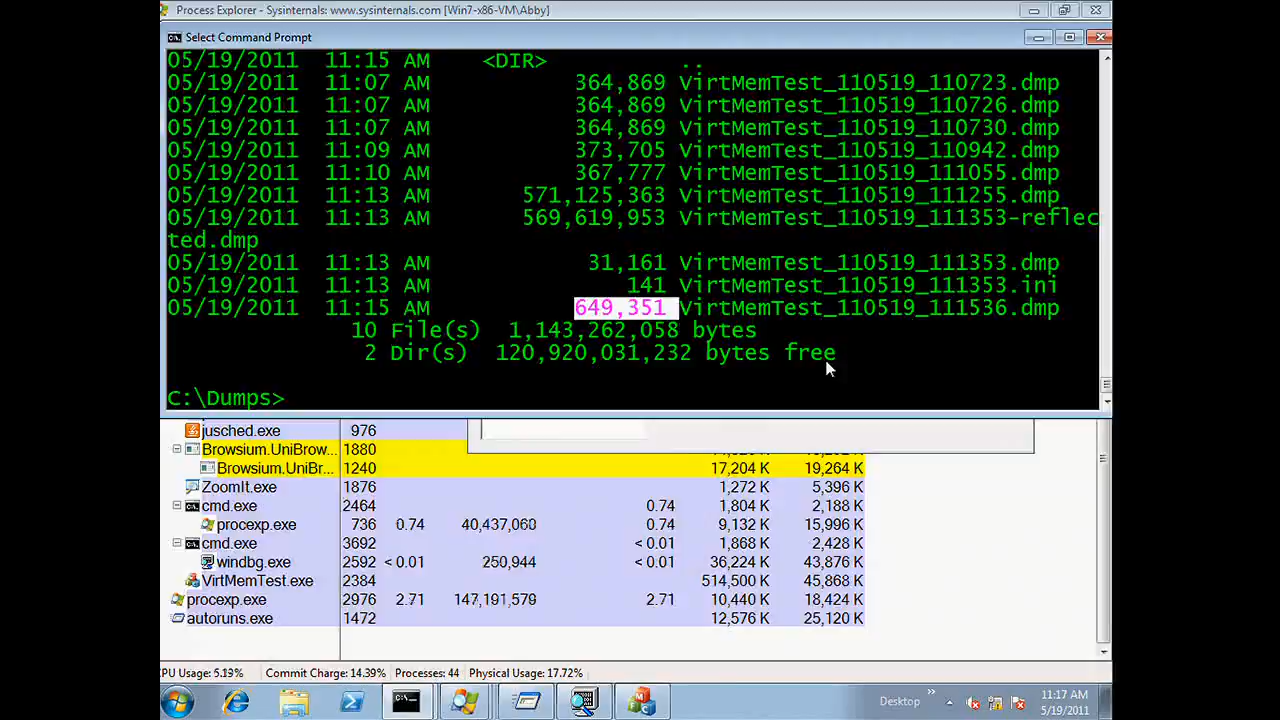 Process Explorer - Sysinternals: www.sysinternals.com [Win7-x86-VM\Abby]
Select Command Prompt
05/19/2011 11:15 AM <DIR> ..
05/19/2011 11:07 AM 364,869 VirtMemTest_110519_110723.dmp
05/19/2011 11:07 AM 364,869 VirtMemTest_110519_110726.dmp
05/19/2011 11:07 AM 364,869 VirtMemTest_110519_110730.dmp
05/19/2011 11:09 AM 373,705 VirtMemTest_110519_110942.dmp
05/19/2011 11:10 AM 367,777 VirtMemTest_110519_111055.dmp
05/19/2011 11:13 AM 571,125,363 VirtMemTest_110519_111255.dmp
05/19/2011 11:13 AM 569,619,953 VirtMemTest_110519_111353-reflec
ted.dmp
05/19/2011 11:13 AM 31,161 VirtMemTest_110519_111353.dmp
05/19/2011 11:13 AM 141 VirtMemTest_110519_111353.ini
05/19/2011 11:15 AM 649,351 VirtMemTest_110519_111536.dmp
10 File(s) 1,143,262,058 bytes
2 Dir(s) 120,920,031,232 bytes free
C:\Dumps>
jusched.exe 976
Browsium.UniBrow... 1880
Browsium.UniBr... 1240 17,204 K 19,264 K
ZoomIt.exe 1876 1,272 K 5,396 K
cmd.exe 2464 0.74 1,804 K 2,188 K
procexp.exe 736 0.74 40,437,060 0.74 9,132 K 15,996 K
cmd.exe 3692 < 0.01 1,868 K 2,428 K
windbg.exe 2592 < 0.01 250,944 < 0.01 36,224 K 43,876 K
VirtMemTest.exe 2384 514,500 K 45,868 K
procexp.exe 2976 2.71 147,191,579 2.71 10,440 K 18,424 K
autoruns.exe 1472 12,576 K 25,120 K
CPU Usage: 5.19% Commit Charge: 14.39% Processes: 44 Physical Usage: 17.72%
Desktop
11:17 AM
5/19/2011